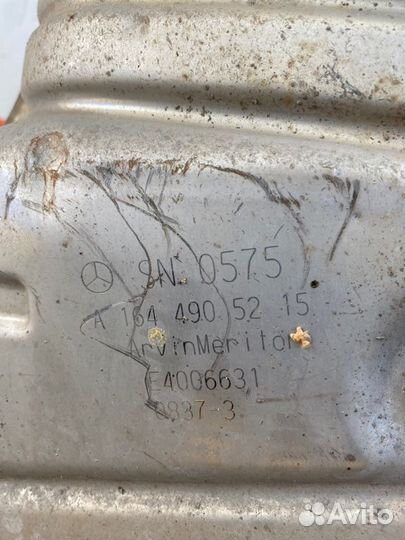 SN 0575
A 164 490 52 15
ArvinMeritor
E4006631
0837-3
Avito